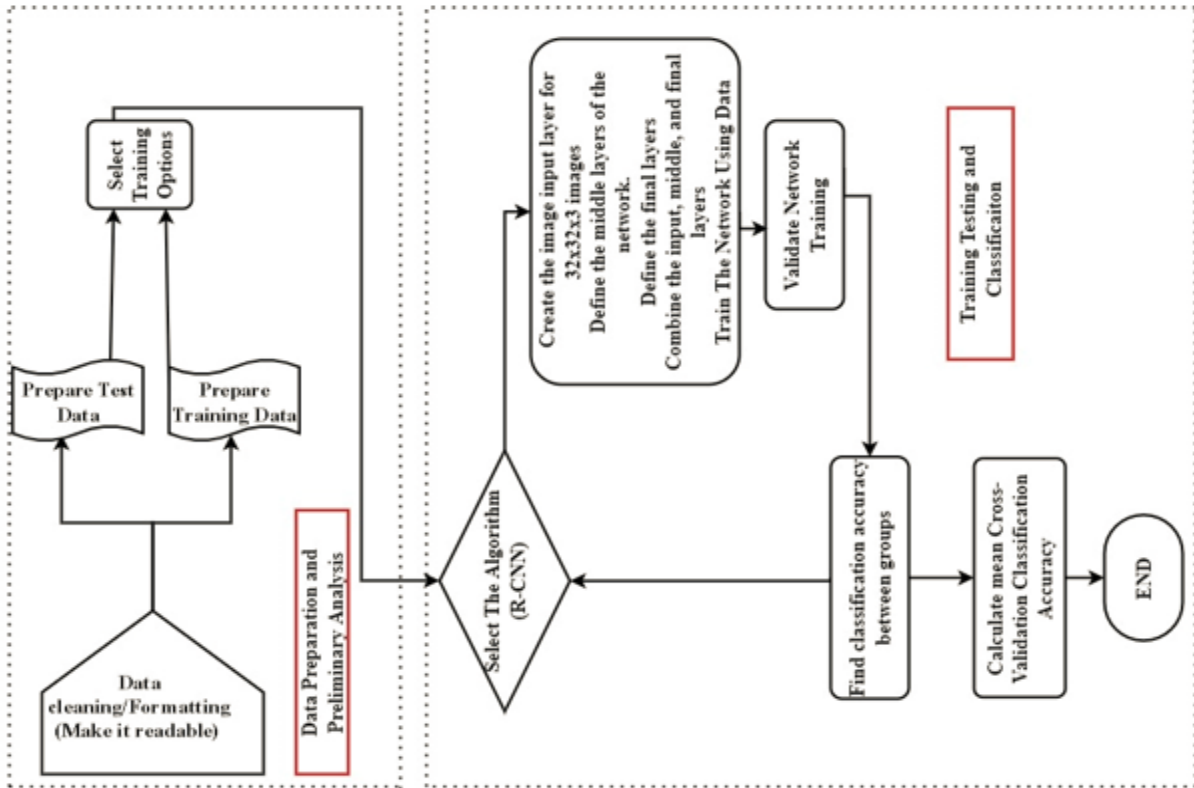 Data
cleaning/Formatting
(Make it readable)
Prepare Test
Data
Prepare
Training Data
Select
Training
Options
Data Preparation and
Preliminary Analysis
Select The Algorithm
(R-CNN)
Create the image input layer for
32x32x3 images
Define the middle layers of the
network.
Define the final layers
Combine the input, middle, and final
layers
Train The Network Using Data
Validate Network
Training
Find classification accuracy
between groups
Calculate mean Cross-
Validation Classification
Accuracy
END
Training Testing and
Classificaiton